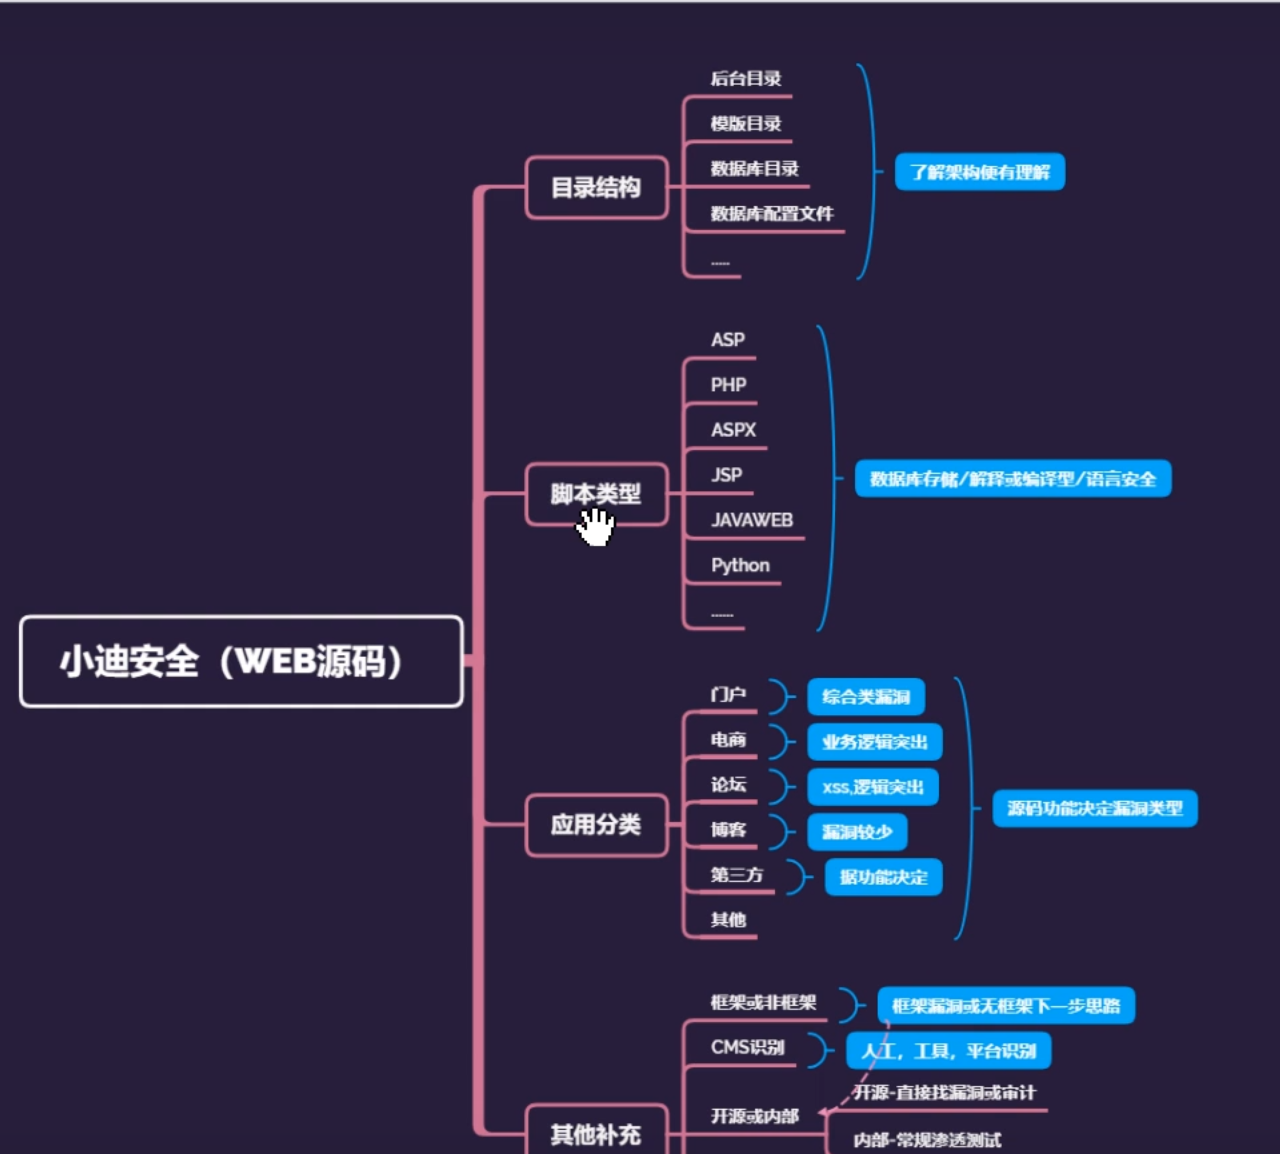 小迪安全（WEB源码）
目录结构
后台目录
模版目录
数据库目录
数据库配置文件
.....
了解架构便有理解
脚本类型
ASP
PHP
ASPX
JSP
JAVAWEB
Python
......
数据库存储/解释或编译型/语言安全
应用分类
门户
综合类漏洞
电商
业务逻辑突出
论坛
xss,逻辑突出
博客
漏洞较少
第三方
据功能决定
其他
源码功能决定漏洞类型
其他补充
框架或非框架
框架漏洞或无框架下一步思路
CMS识别
人工，工具，平台识别
开源或内部
开源-直接找漏洞或审计
内部-常规渗透测试